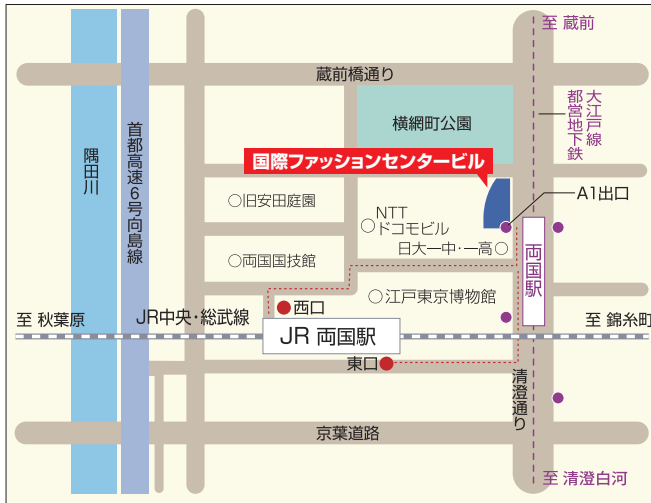 至 蔵前
蔵前橋通り
大江戸線
都営地下鉄
横網町公園
首都高速6号向島線
隅田川
国際ファッションセンタービル
A1出口
○旧安田庭園
○NTT
ドコモビル
日大一中・一高○
両国駅
○両国国技館
○江戸東京博物館
西口
至 秋葉原
JR中央・総武線
JR 両国駅
至 錦糸町
東口
清澄通り
京葉道路
至 清澄白河